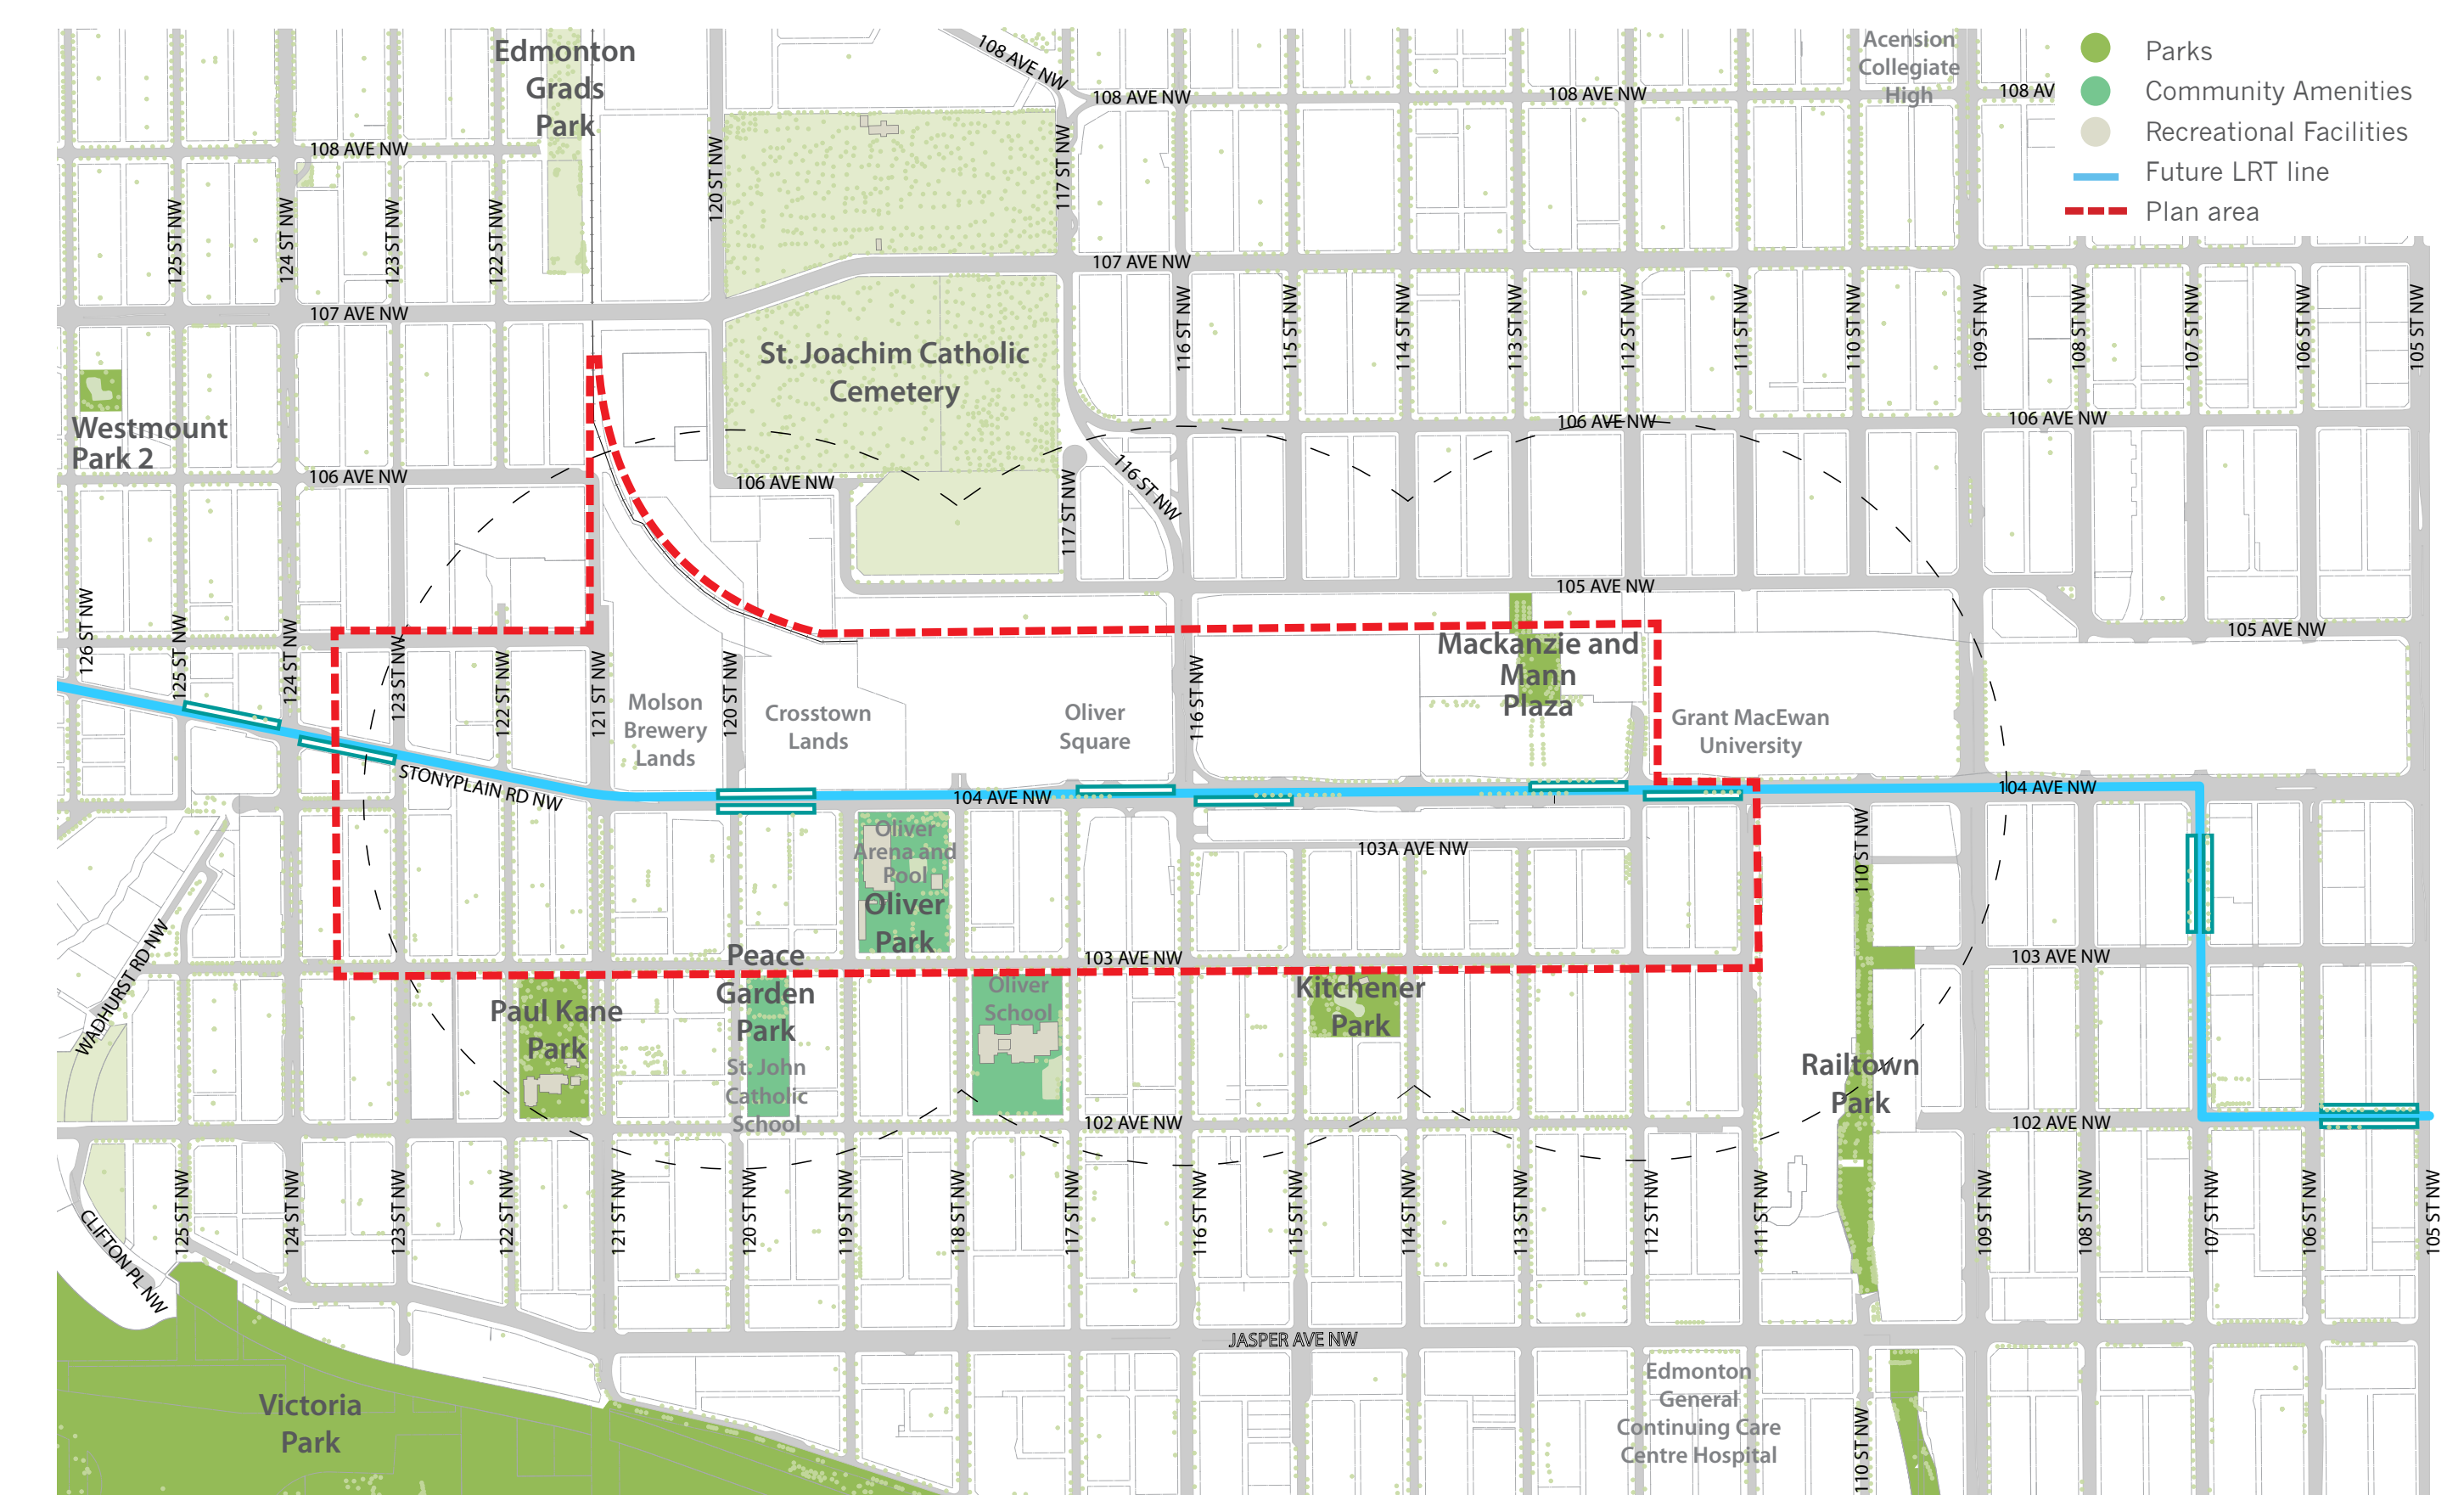 Edmonton
Grads
Park
108 AVE NW
108 AVE NW
108 AVE NW
108 AVE NW
108 AV
Acension
Collegiate
High
Parks
Community Amenities
Recreational Facilities
Future LRT line
Plan area
125 ST NW
124 ST NW
123 ST NW
122 ST NW
120 ST NW
117 ST NW
107 AVE NW
107 AVE NW
116 ST NW
115 ST NW
114 ST NW
113 ST NW
112 ST NW
111 ST NW
110 ST NW
109 ST NW
108 ST NW
107 ST NW
106 ST NW
105 ST NW
St. Joachim Catholic
Cemetery
Westmount
Park 2
106 AVE NW
106 AVE NW
106 AVE NW
106 AVE NW
117 ST NW
116 ST NW
105 AVE NW
105 AVE NW
126 ST NW
125 ST NW
124 ST NW
123 ST NW
122 ST NW
121 ST NW
120 ST NW
116 ST NW
Molson
Brewery
Lands
Crosstown
Lands
Oliver
Square
Mackanzie and
Mann
Plaza
Grant MacEwan
University
STONYPLAIN RD NW
104 AVE NW
104 AVE NW
103A AVE NW
110 ST NW
Oliver
Arena and
Pool
Oliver
Park
WADHURST RD NW
103 AVE NW
103 AVE NW
Paul Kane
Park
Peace
Garden
Park
St. John
Catholic
School
Oliver
School
Kitchener
Park
Railtown
Park
102 AVE NW
102 AVE NW
CLIFTON PL NW
125 ST NW
124 ST NW
123 ST NW
122 ST NW
121 ST NW
120 ST NW
119 ST NW
118 ST NW
117 ST NW
116 ST NW
115 ST NW
114 ST NW
113 ST NW
112 ST NW
111 ST NW
109 ST NW
108 ST NW
107 ST NW
106 ST NW
105 ST NW
JASPER AVE NW
Victoria
Park
Edmonton
General
Continuing Care
Centre Hospital
110 ST NW